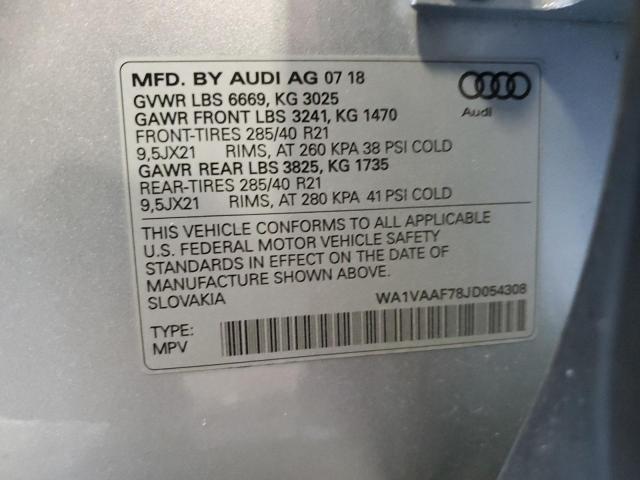 MFD. BY AUDI AG 07 18
GVWR LBS 6669, KG 3025
GAWR FRONT LBS 3241, KG 1470
FRONT-TIRES 285/40 R21
9,5JX21 RIMS, AT 260 KPA 38 PSI COLD
GAWR REAR LBS 3825, KG 1735
REAR-TIRES 285/40 R21
9,5JX21 RIMS, AT 280 KPA 41 PSI COLD
Audi
THIS VEHICLE CONFORMS TO ALL APPLICABLE
U.S. FEDERAL MOTOR VEHICLE SAFETY
STANDARDS IN EFFECT ON THE DATE OF
MANUFACTURE SHOWN ABOVE.
SLOVAKIA WA1VAAF78JD054308
TYPE:
MPV